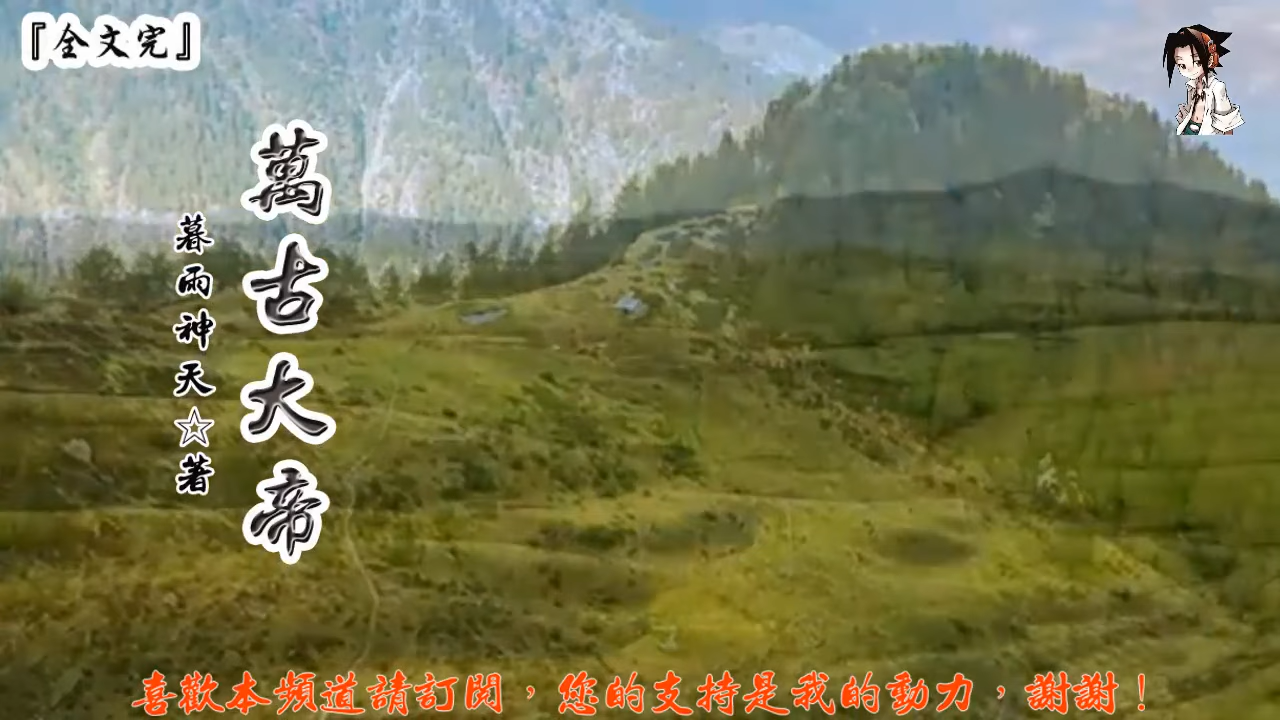 『全文完』
萬古大帝
暮雨神天☆著
喜歡本頻道請訂閱，您的支持是我的動力，謝謝！